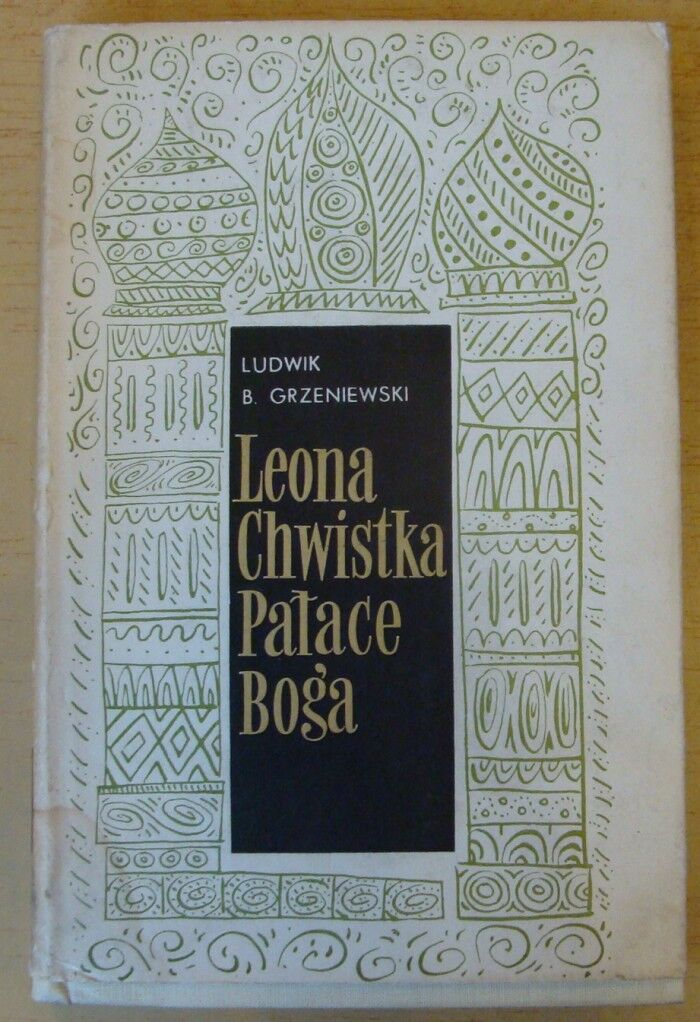 LUDWIK
B. GRZENIEWSKI
Leona
Chwistka
Pałace
Boga